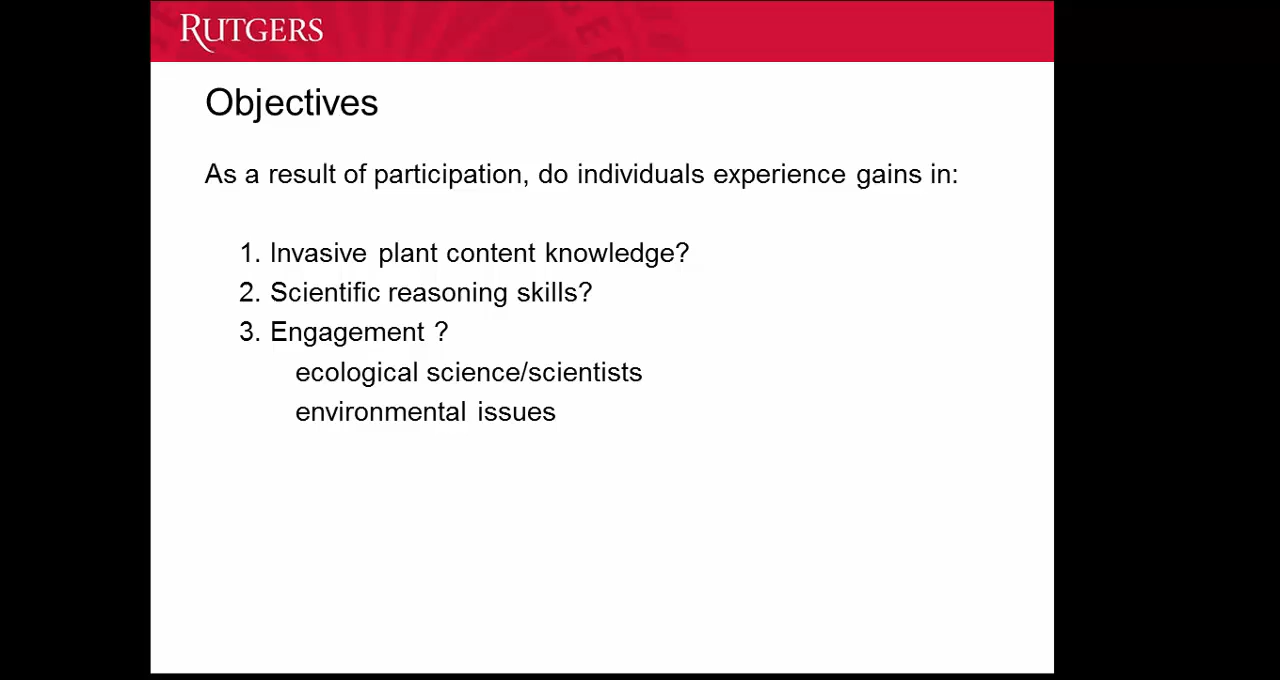 RUTGERS
Objectives
As a result of participation, do individuals experience gains in:
1. Invasive plant content knowledge?
2. Scientific reasoning skills?
3. Engagement ?
ecological science/scientists
environmental issues